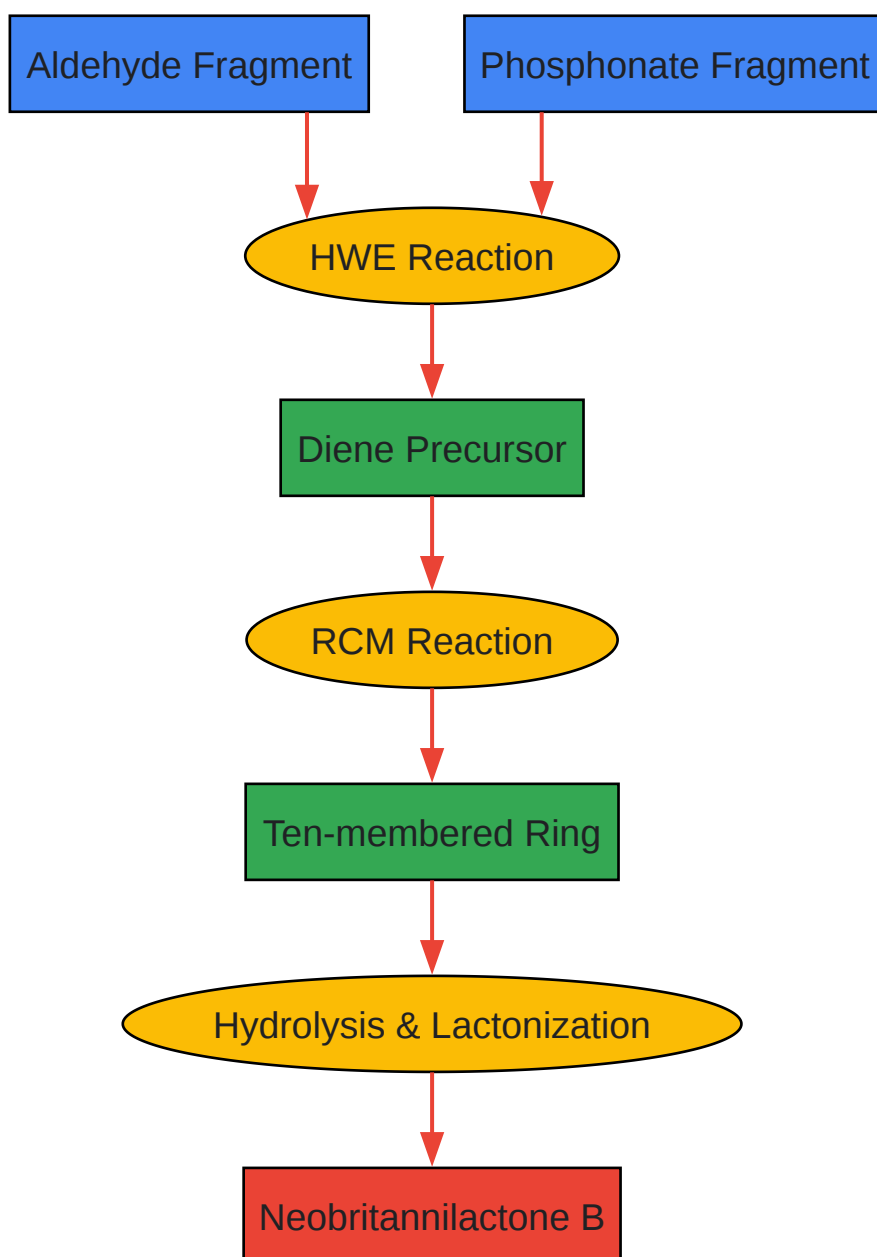 Aldehyde Fragment
Phosphonate Fragment
HWE Reaction
Diene Precursor
RCM Reaction
Ten-membered Ring
Hydrolysis & Lactonization
Neobritannilactone B